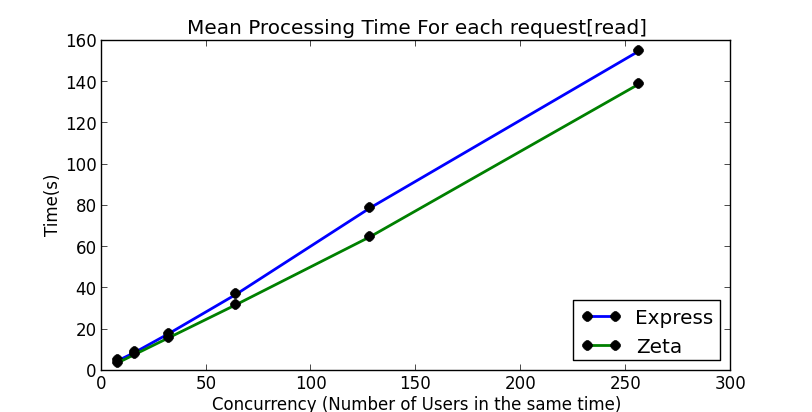 Mean Processing Time For each request[read]
160
140
120
100
80
60
40
20
0
Time(s)
0 50 100 150 200 250 300
Concurrency (Number of Users in the same time)
Express
Zeta